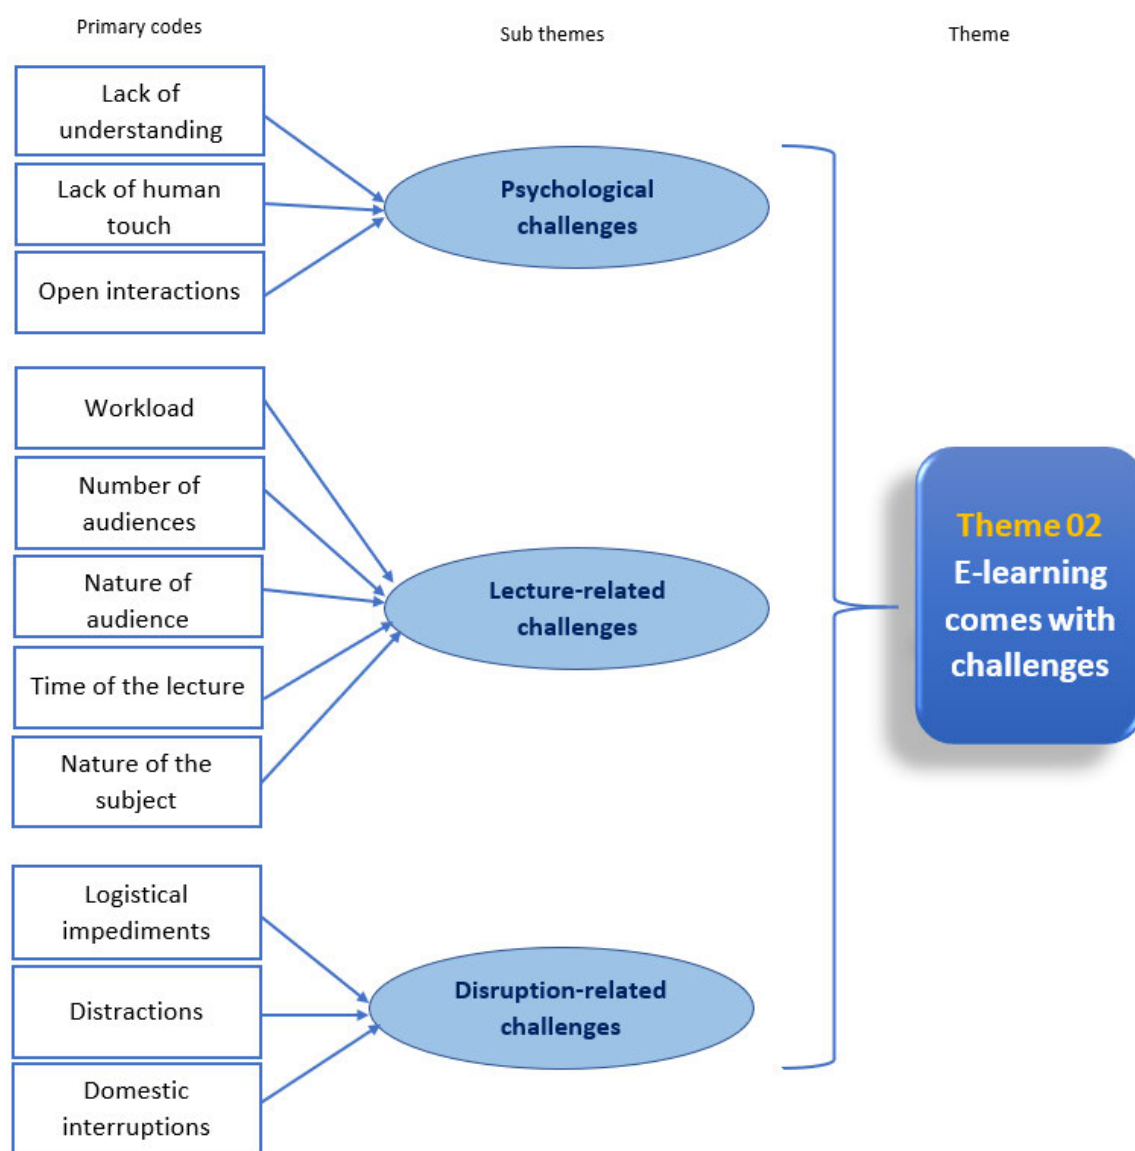 Primary codes
Sub themes
Theme
Lack of
understanding
Lack of human
touch
Open interactions
Psychological
challenges
Workload
Number of
audiences
Nature of
audience
Time of the lecture
Nature of the
subject
Lecture-related
challenges
Logistical
impediments
Distractions
Domestic
interruptions
Disruption-related
challenges
Theme 02
E-learning
comes with
challenges